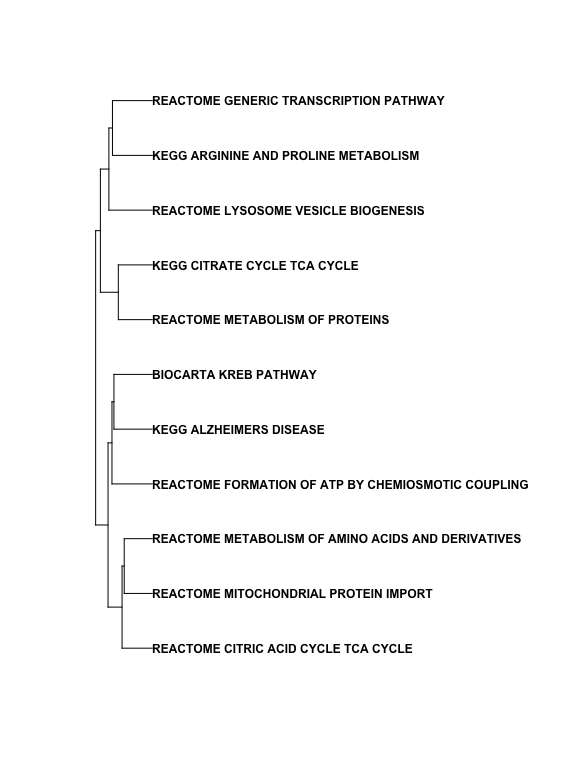 REACTOME GENERIC TRANSCRIPTION PATHWAY
KEGG ARGININE AND PROLINE METABOLISM
REACTOME LYSOSOME VESICLE BIOGENESIS
KEGG CITRATE CYCLE TCA CYCLE
REACTOME METABOLISM OF PROTEINS
BIOCARTA KREB PATHWAY
KEGG ALZHEIMERS DISEASE
REACTOME FORMATION OF ATP BY CHEMIOSMOTIC COUPLING
REACTOME METABOLISM OF AMINO ACIDS AND DERIVATIVES
REACTOME MITOCHONDRIAL PROTEIN IMPORT
REACTOME CITRIC ACID CYCLE TCA CYCLE